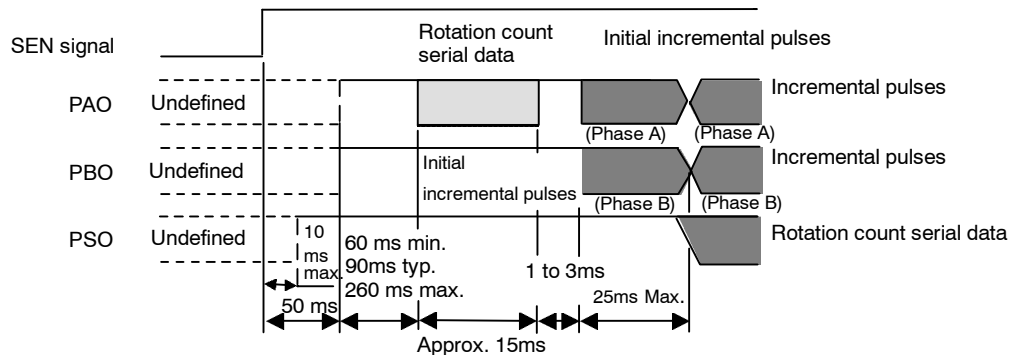 SEN signal
Rotation count
serial data
Initial incremental pulses
PAO
Undefined
Incremental pulses
(Phase A)
(Phase A)
PBO
Undefined
Initial
incremental pulses
Incremental pulses
(Phase B)
(Phase B)
PSO
Undefined
10
ms
max.
60 ms min.
90ms typ.
260 ms max.
1 to 3ms
Rotation count serial data
50 ms
25ms Max.
Approx. 15ms